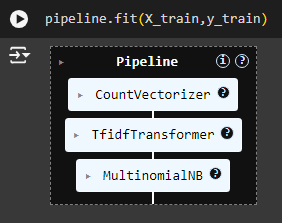 pipeline.fit(X_train,y_train)
Pipeline i ?
CountVectorizer ?
TfidfTransformer ?
MultinomialNB ?